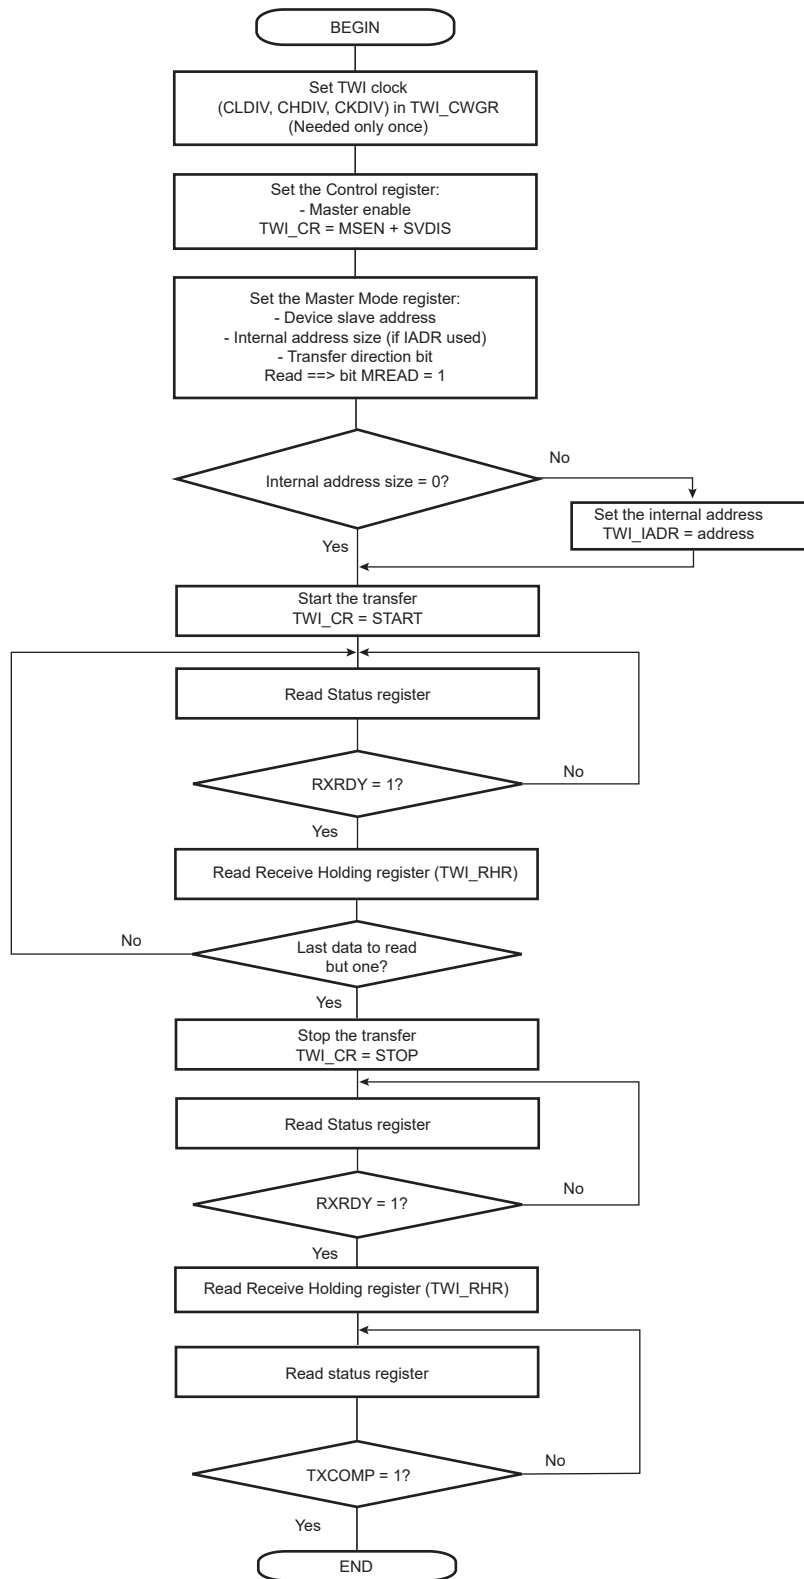 BEGIN
Set TWI clock
(CLDIV, CHDIV, CKDIV) in TWI_CWGR
(Needed only once)
Set the Control register:
- Master enable
TWI_CR = MSEN + SVDIS
Set the Master Mode register:
- Device slave address
- Internal address size (if IADR used)
- Transfer direction bit
Read ==> bit MREAD = 1
Internal address size = 0?
No
Set the internal address
TWI_IADR = address
Yes
Start the transfer
TWI_CR = START
Read Status register
RXRDY = 1?
No
Yes
Read Receive Holding register (TWI_RHR)
Last data to read
but one?
No
Yes
Stop the transfer
TWI_CR = STOP
Read Status register
RXRDY = 1?
No
Yes
Read Receive Holding register (TWI_RHR)
Read status register
TXCOMP = 1?
No
Yes
END